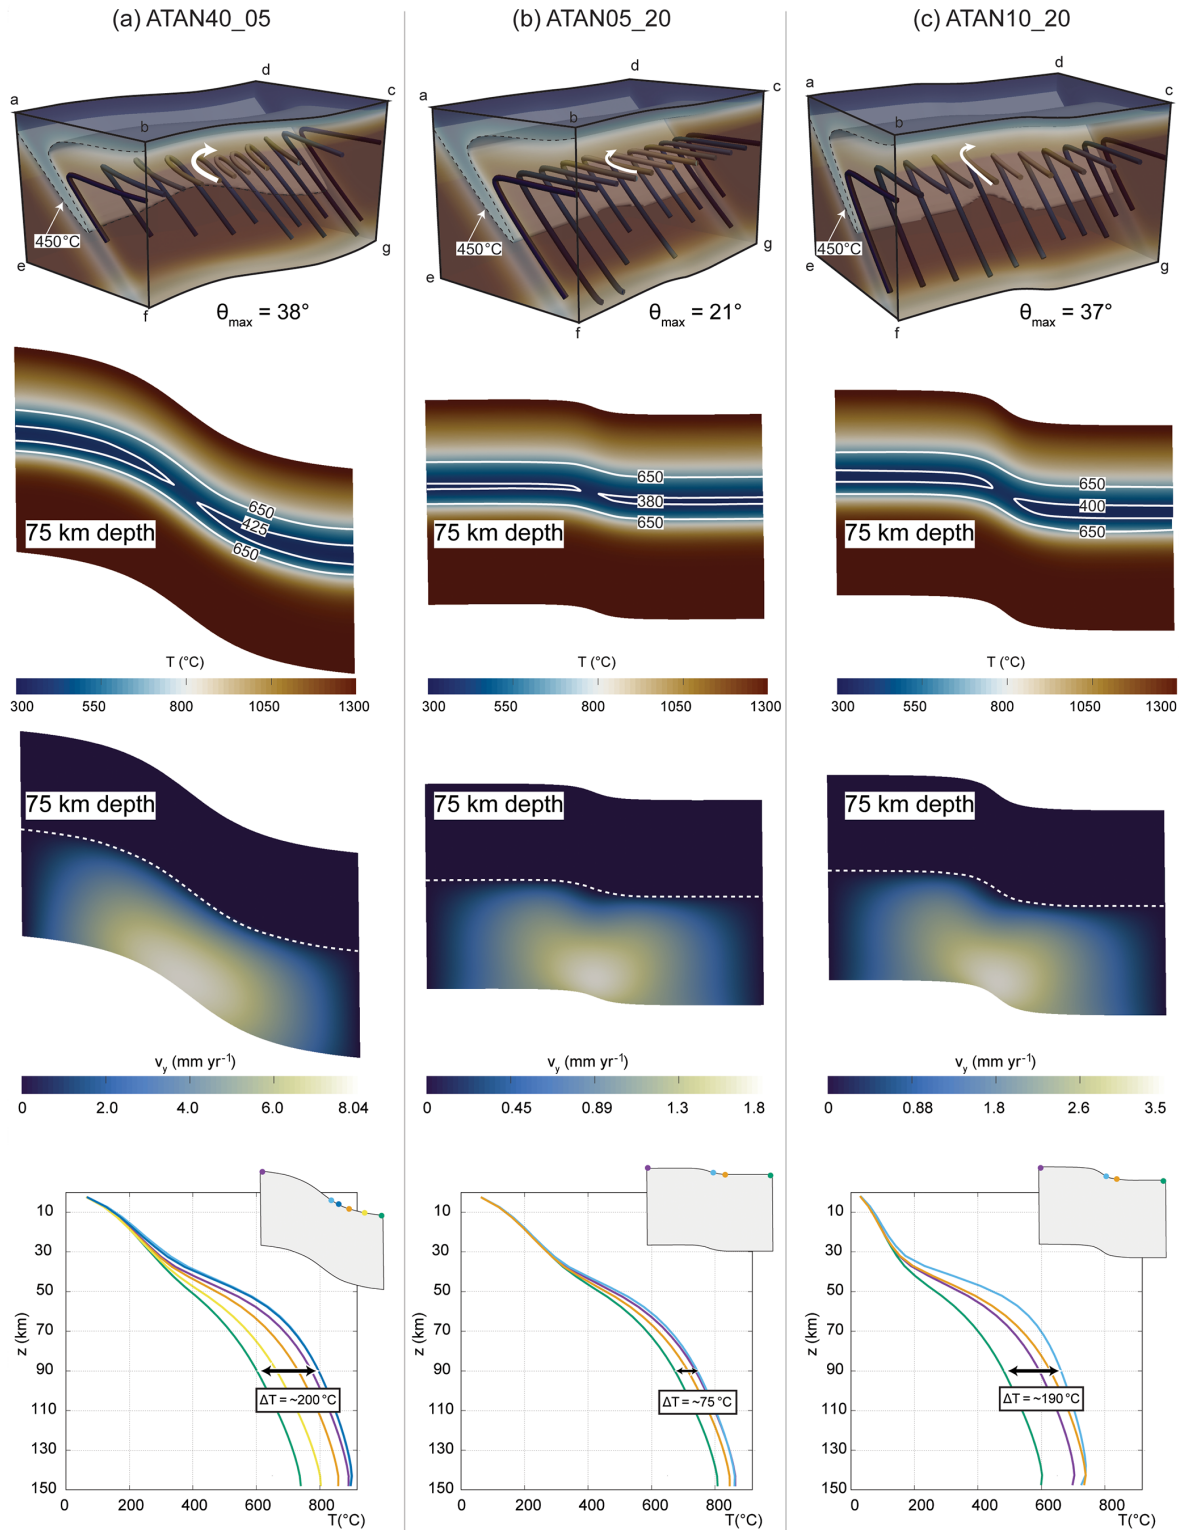 (a) ATAN40_05
(b) ATAN05_20
(c) ATAN10_20
a
b
c
d
e
f
g
450°C
θmax = 38°
a
b
c
d
e
f
g
450°C
θmax = 21°
a
b
c
d
e
f
g
450°C
θmax = 37°
650
425
650
75 km depth
650
380
650
75 km depth
650
400
650
75 km depth
T (°C)
300 550 800 1050 1300
T (°C)
300 550 800 1050 1300
T (°C)
300 550 800 1050 1300
75 km depth
75 km depth
75 km depth
vy (mm yr-1)
0 2.0 4.0 6.0 8.04
vy (mm yr-1)
0 0.45 0.89 1.3 1.8
vy (mm yr-1)
0 0.88 1.8 2.6 3.5
z (km)
10
30
50
70
90
110
130
150
ΔT = ~200 °C
0 200 400 600 800
T(°C)
z (km)
10
30
50
70
90
110
130
150
ΔT = ~75 °C
0 200 400 600 800
T(°C)
z (km)
10
30
50
70
90
110
130
150
ΔT = ~190 °C
0 200 400 600 800
T(°C)